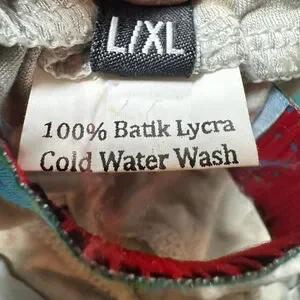 L/XL
100% Batik Lycra
Cold Water Wash